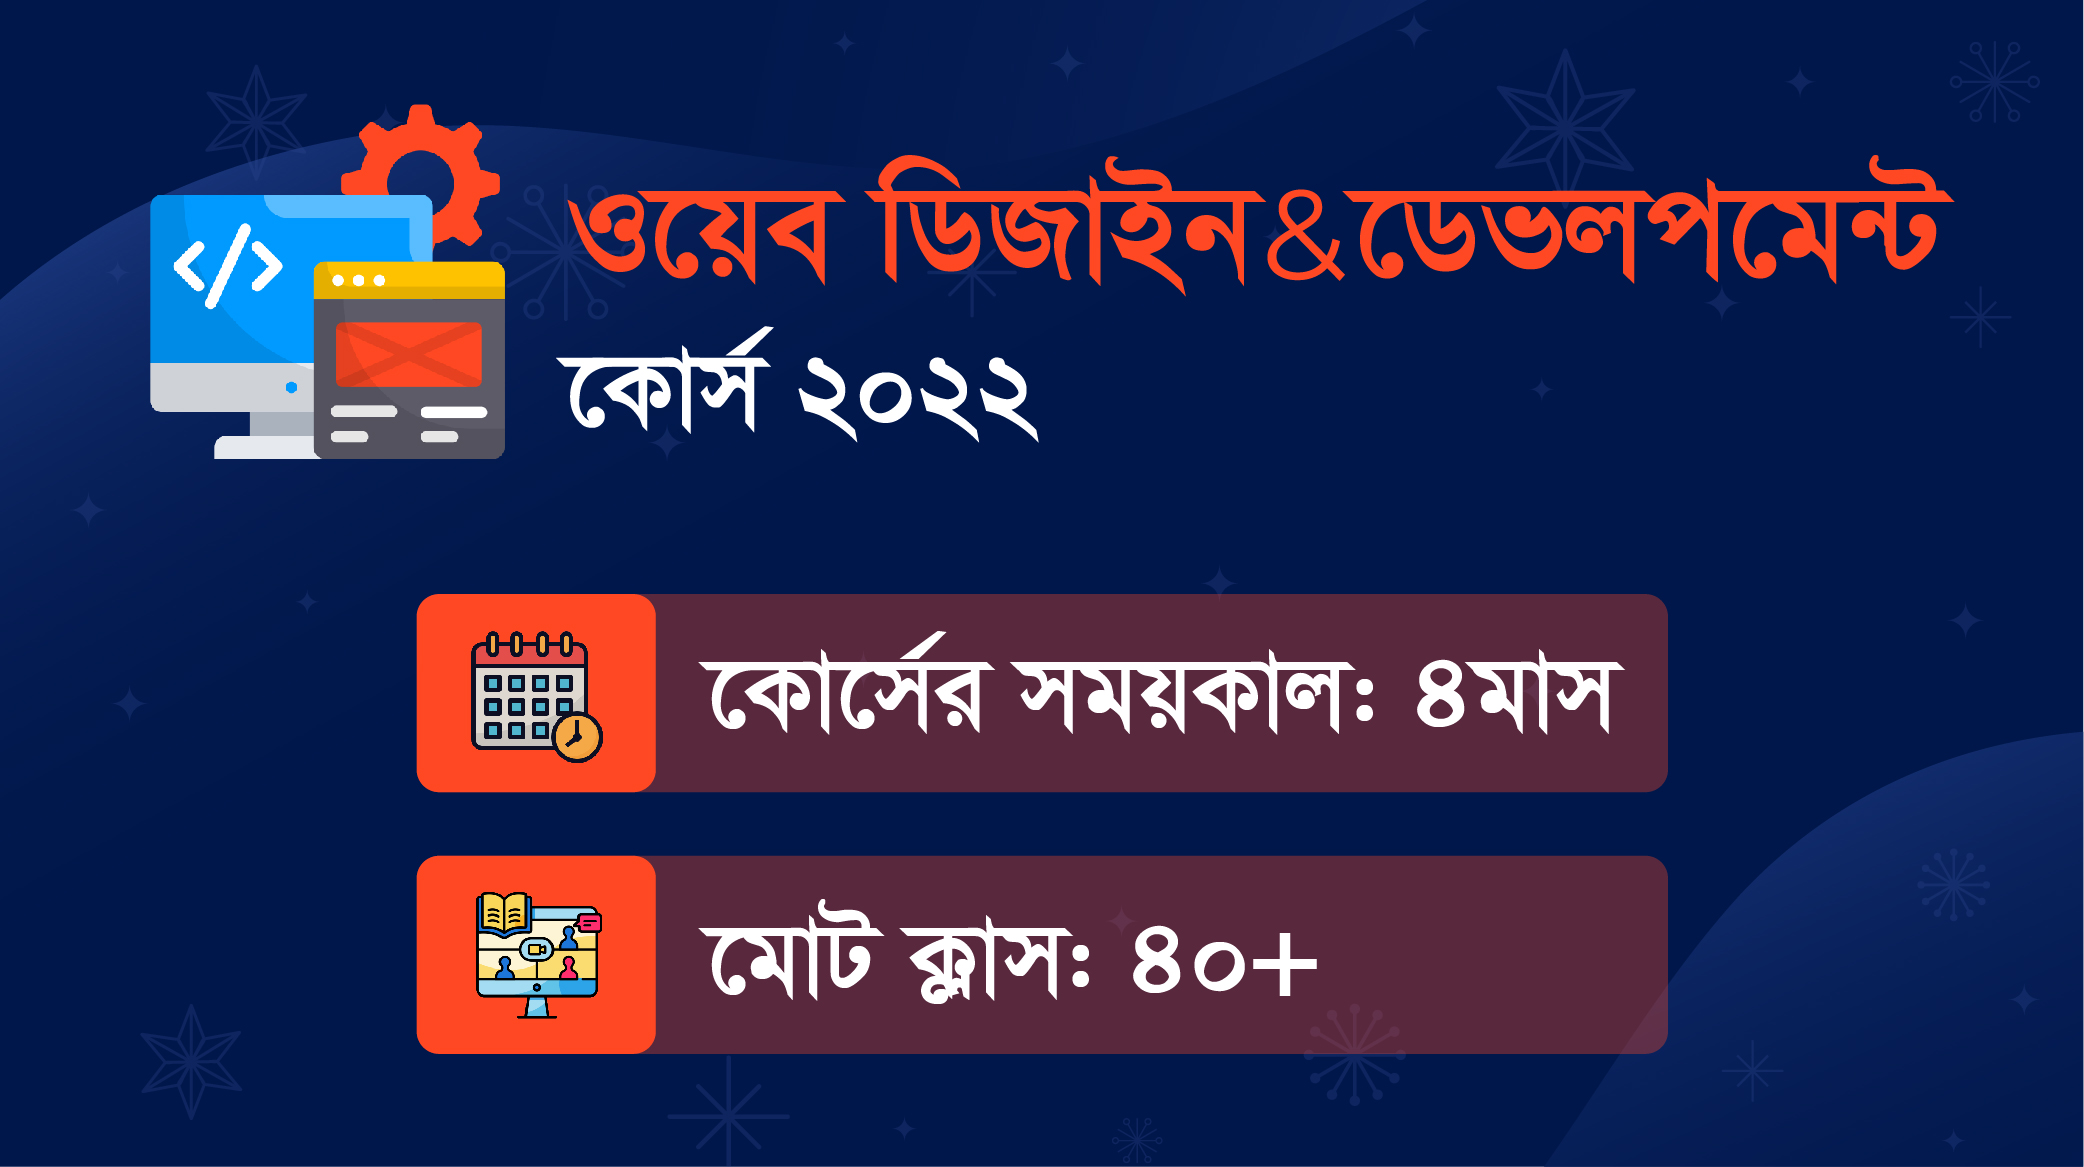 ওয়েব ডিজাইন&ডেভলপমেন্ট
কোর্স ২০২২
কোর্সের সময়কাল: ৪মাস
মোট ক্লাস: ৪০+